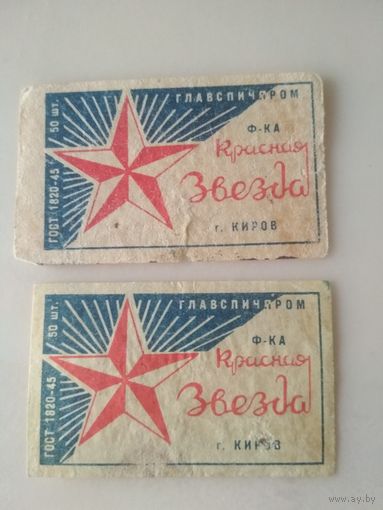 ГЛАВСПИЧПРОМ
Ф-КА
Красная
Звезда
г. КИРОВ
ГОСТ 1820-45
50 шт.
ГЛАВСПИЧПРОМ
Ф-КА
Красная
Звезда
г. КИРОВ
ГОСТ 1820-45
50 шт.
www.ay.by